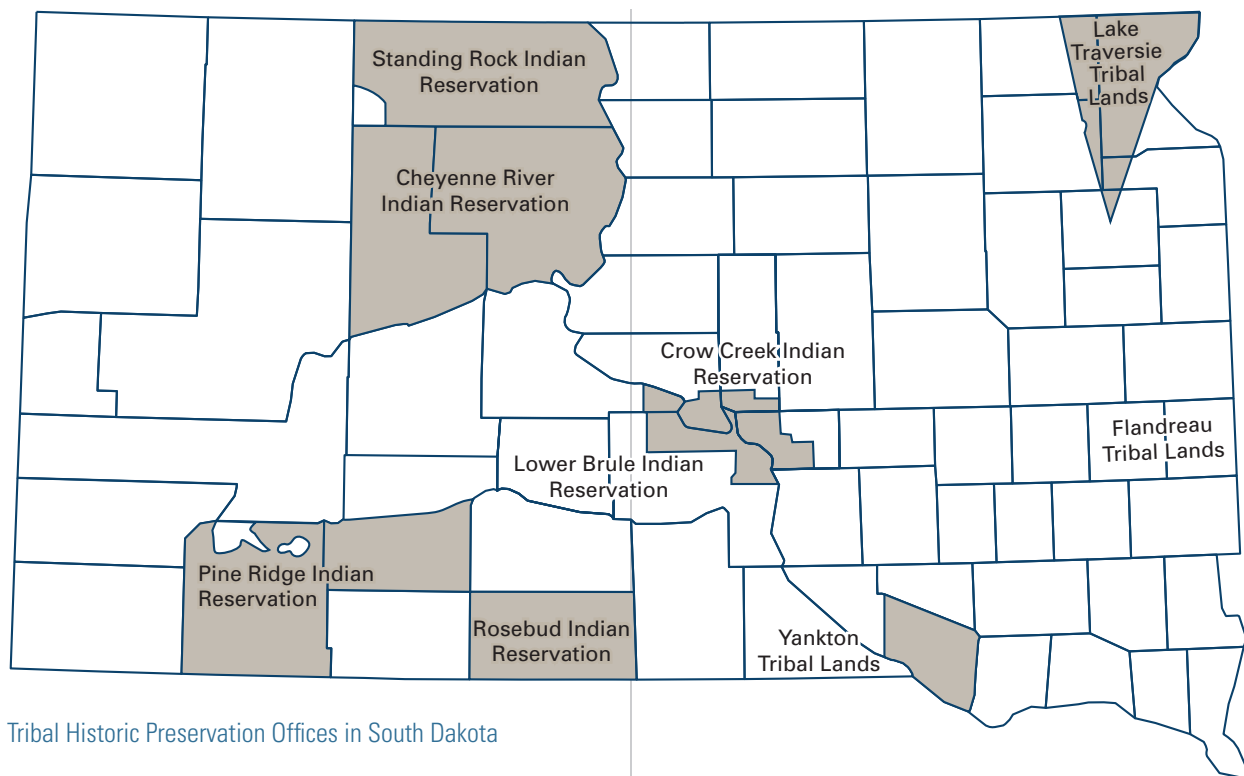 Standing Rock Indian
Reservation
Lake
Traversie
Tribal
Lands
Cheyenne River
Indian Reservation
Crow Creek Indian
Reservation
Flandreau
Tribal Lands
Lower Brule Indian
Reservation
Pine Ridge Indian
Reservation
Rosebud Indian
Reservation
Yankton
Tribal Lands
Tribal Historic Preservation Offices in South Dakota